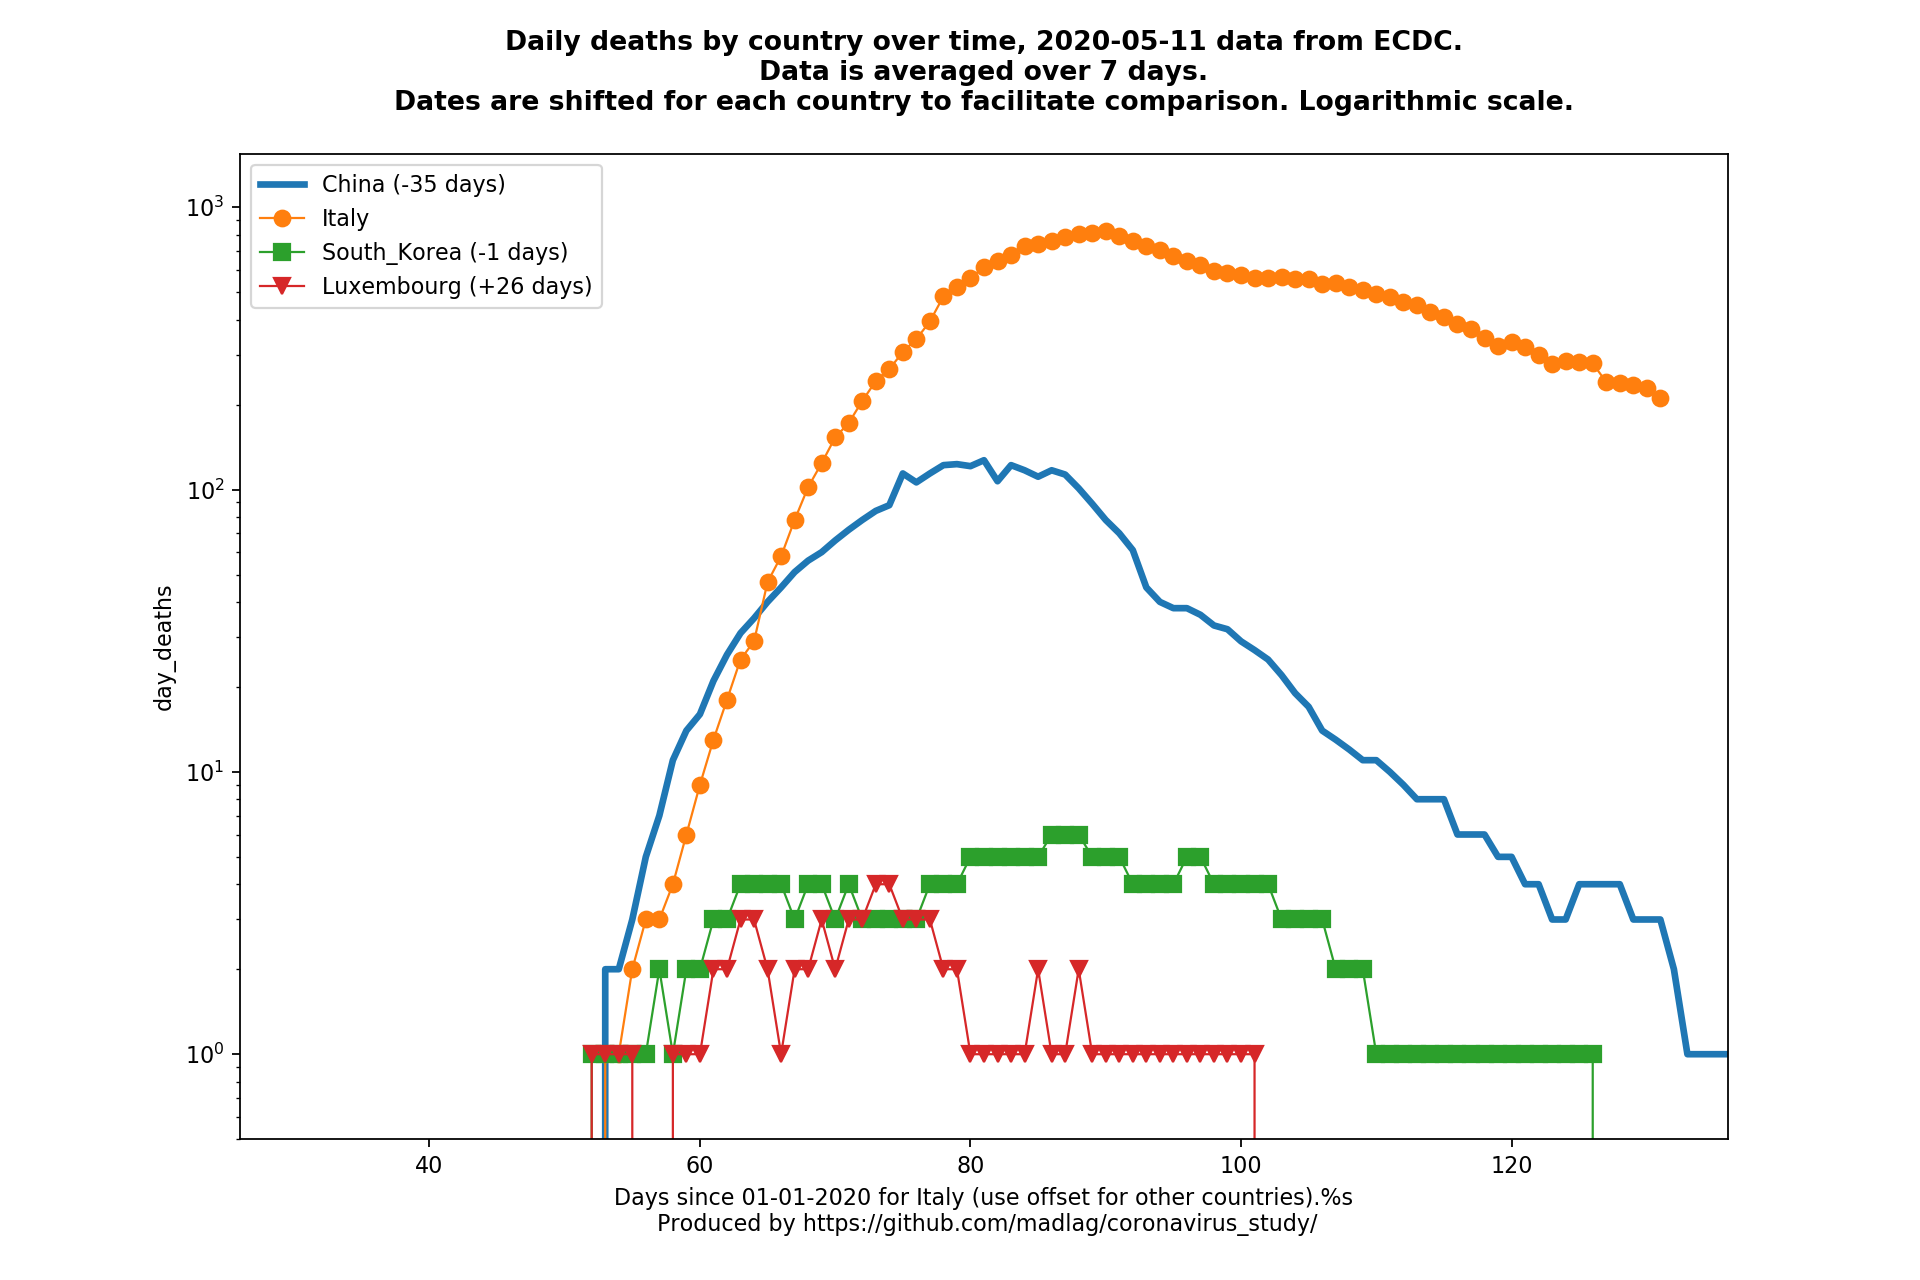 Daily deaths by country over time, 2020-05-11 data from ECDC.
Data is averaged over 7 days.
Dates are shifted for each country to facilitate comparison. Logarithmic scale.
China (-35 days)
Italy
South_Korea (-1 days)
Luxembourg (+26 days)
10³
10²
10¹
10⁰
day_deaths
40 60 80 100 120
Days since 01-01-2020 for Italy (use offset for other countries).%s
Produced by https://github.com/madlag/coronavirus_study/